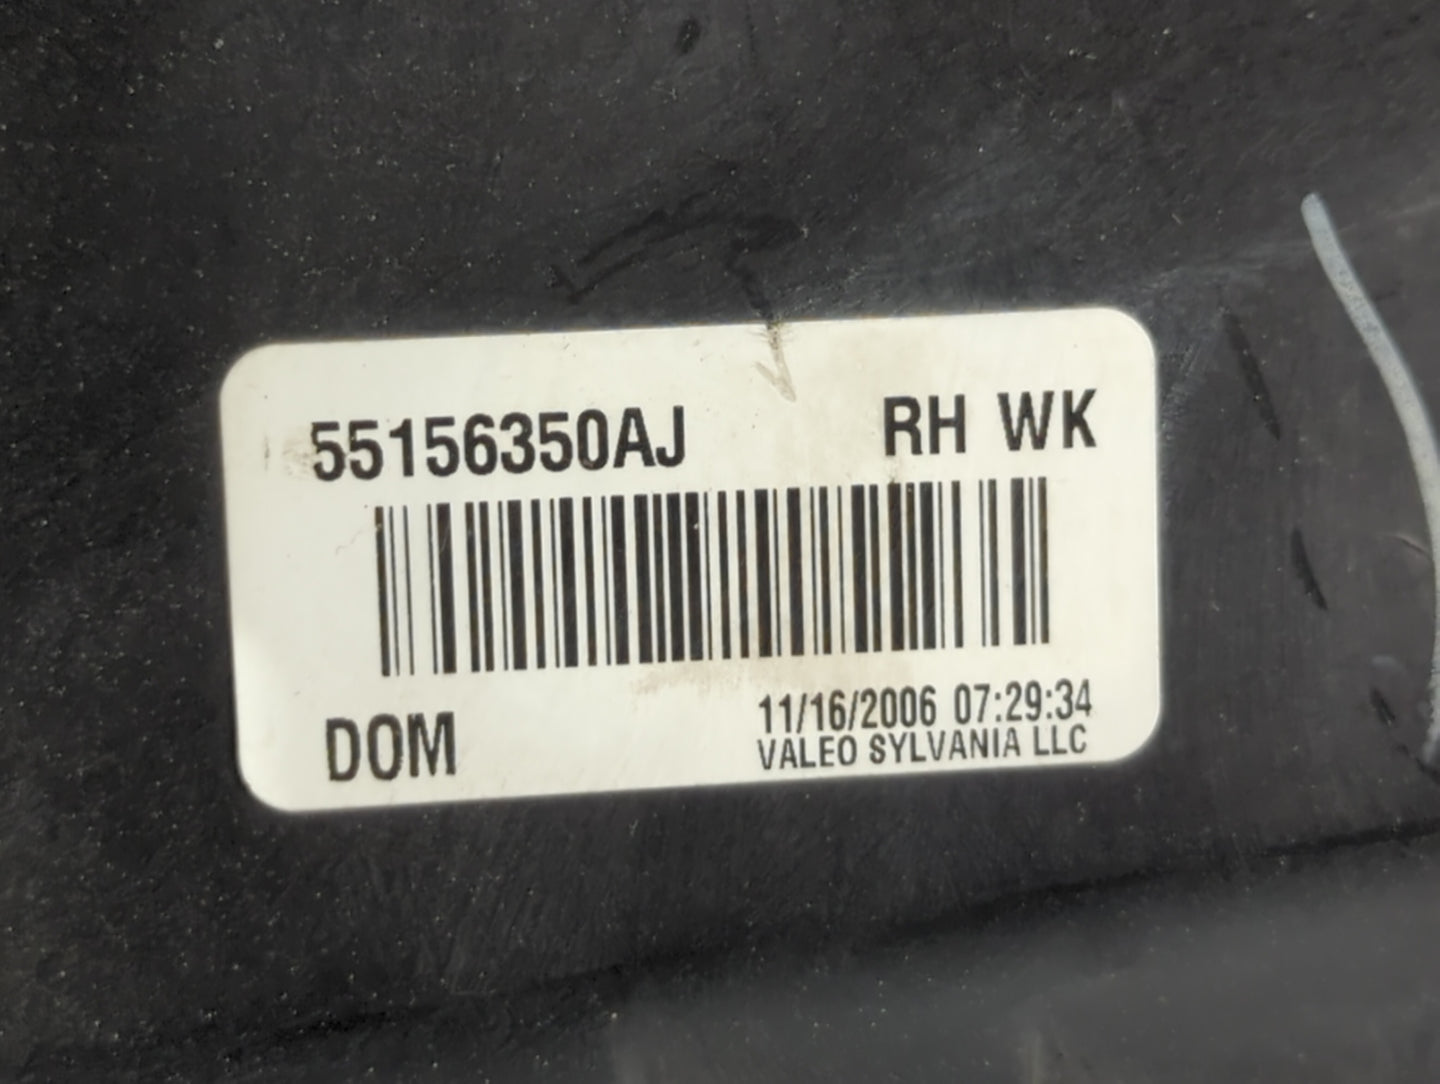 55156350AJ RH WK
DOM
11/16/2006 07:29:34
VALEO SYLVANIA LLC